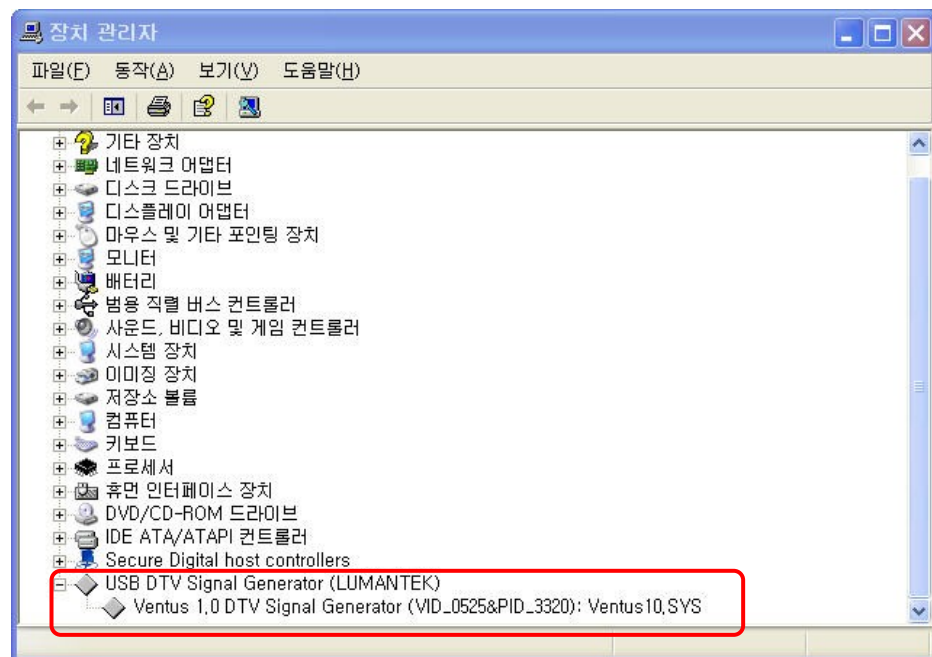 장치 관리자
파일(F) 동작(A) 보기(V) 도움말(H)
기타 장치
네트워크 어댑터
디스크 드라이브
디스플레이 어댑터
마우스 및 기타 포인팅 장치
모니터
배터리
범용 직렬 버스 컨트롤러
사운드, 비디오 및 게임 컨트롤러
시스템 장치
이미징 장치
저장소 볼륨
컴퓨터
키보드
프로세서
휴먼 인터페이스 장치
DVD/CD-ROM 드라이브
IDE ATA/ATAPI 컨트롤러
Secure Digital host controllers
USB DTV Signal Generator (LUMANTEK)
Ventus 1,0 DTV Signal Generator (VID_0525&PID_3320): Ventus10,SYS